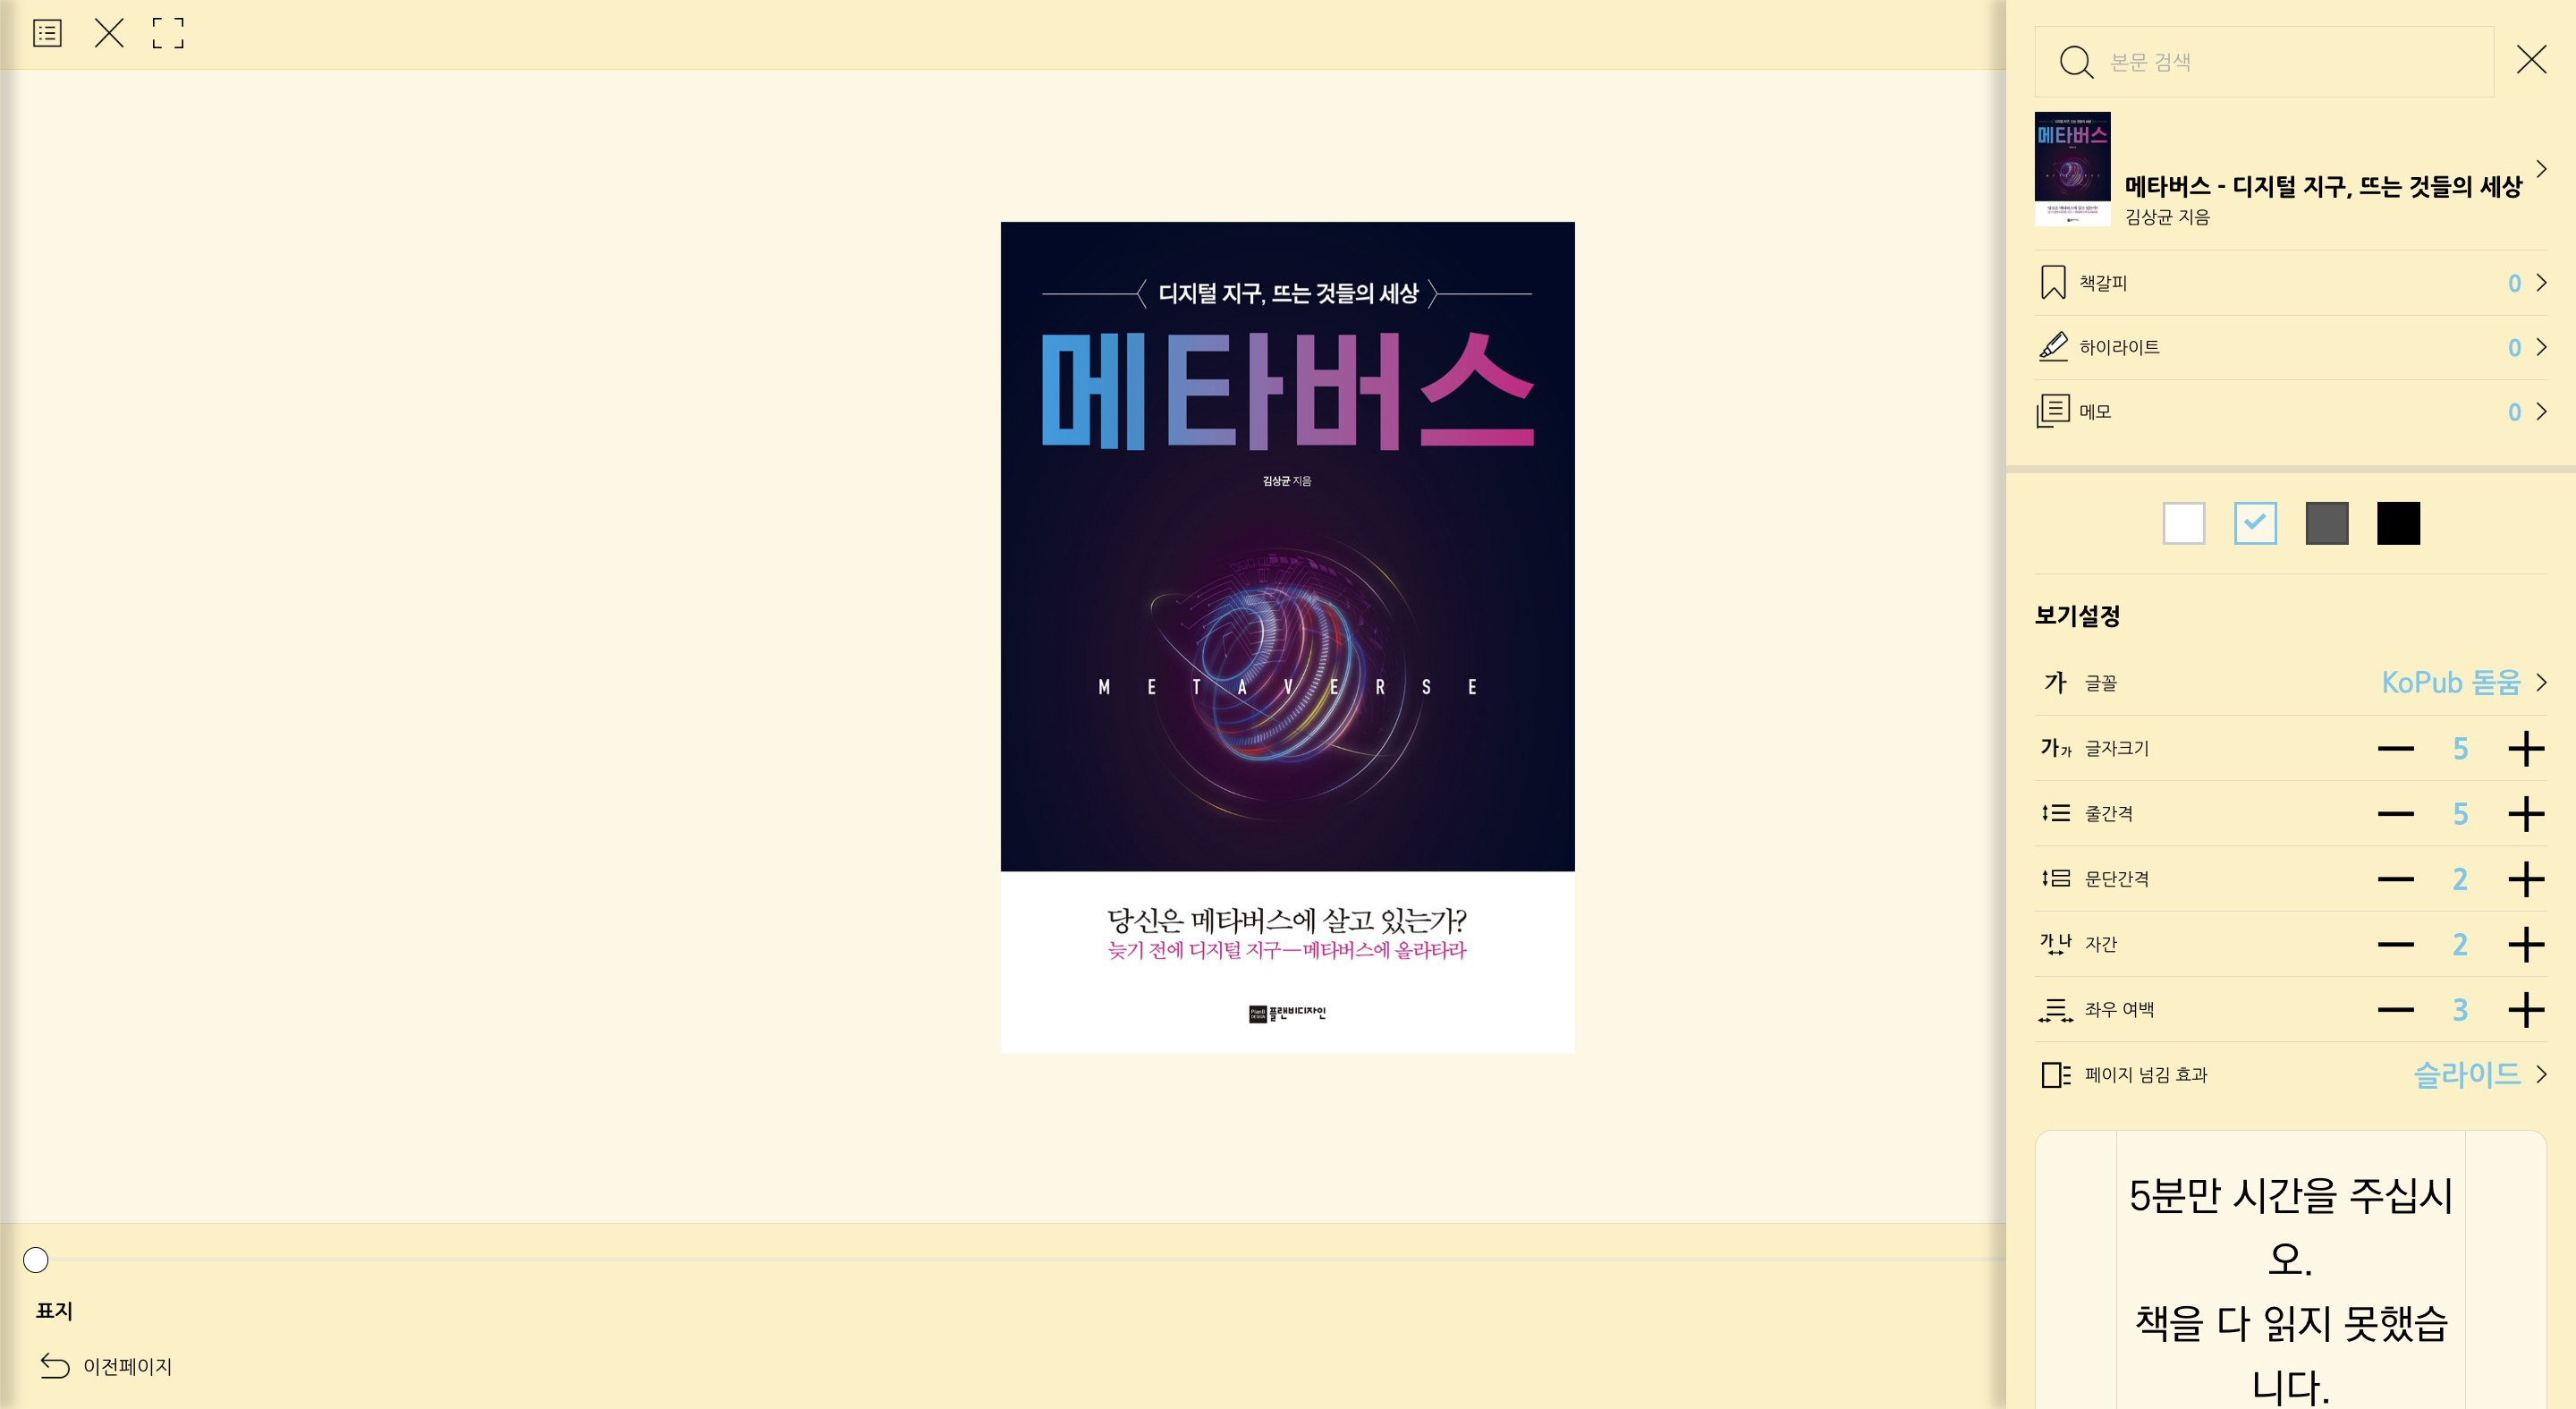 디지털 지구, 뜨는 것들의 세상
메타버스
김상균 지음
METAVERSE
당신은 메타버스에 살고 있는가?
늦기 전에 디지털 지구—메타버스에 올라타라
PlanB
DESIGN
플랜비디자인
표지
이전페이지
본문 검색
메타버스
메타버스 - 디지털 지구, 뜨는 것들의 세상
김상균 지음
책갈피 0
하이라이트 0
메모 0
보기설정
가 글꼴 KoPub 돋움
가가 글자크기 5
줄간격 5
문단간격 2
가나 자간 2
좌우 여백 3
페이지 넘김 효과 슬라이드
5분만 시간을 주십시
오.
책을 다 읽지 못했습
니다.